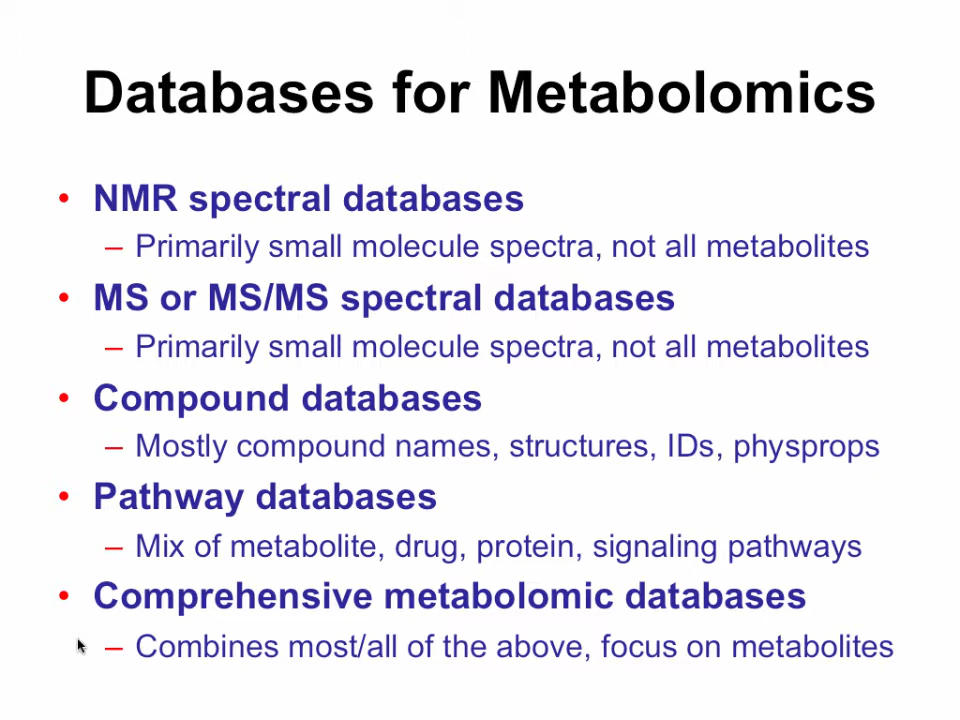 Databases for Metabolomics
• NMR spectral databases
– Primarily small molecule spectra, not all metabolites
• MS or MS/MS spectral databases
– Primarily small molecule spectra, not all metabolites
• Compound databases
– Mostly compound names, structures, IDs, physprops
• Pathway databases
– Mix of metabolite, drug, protein, signaling pathways
• Comprehensive metabolomic databases
– Combines most/all of the above, focus on metabolites